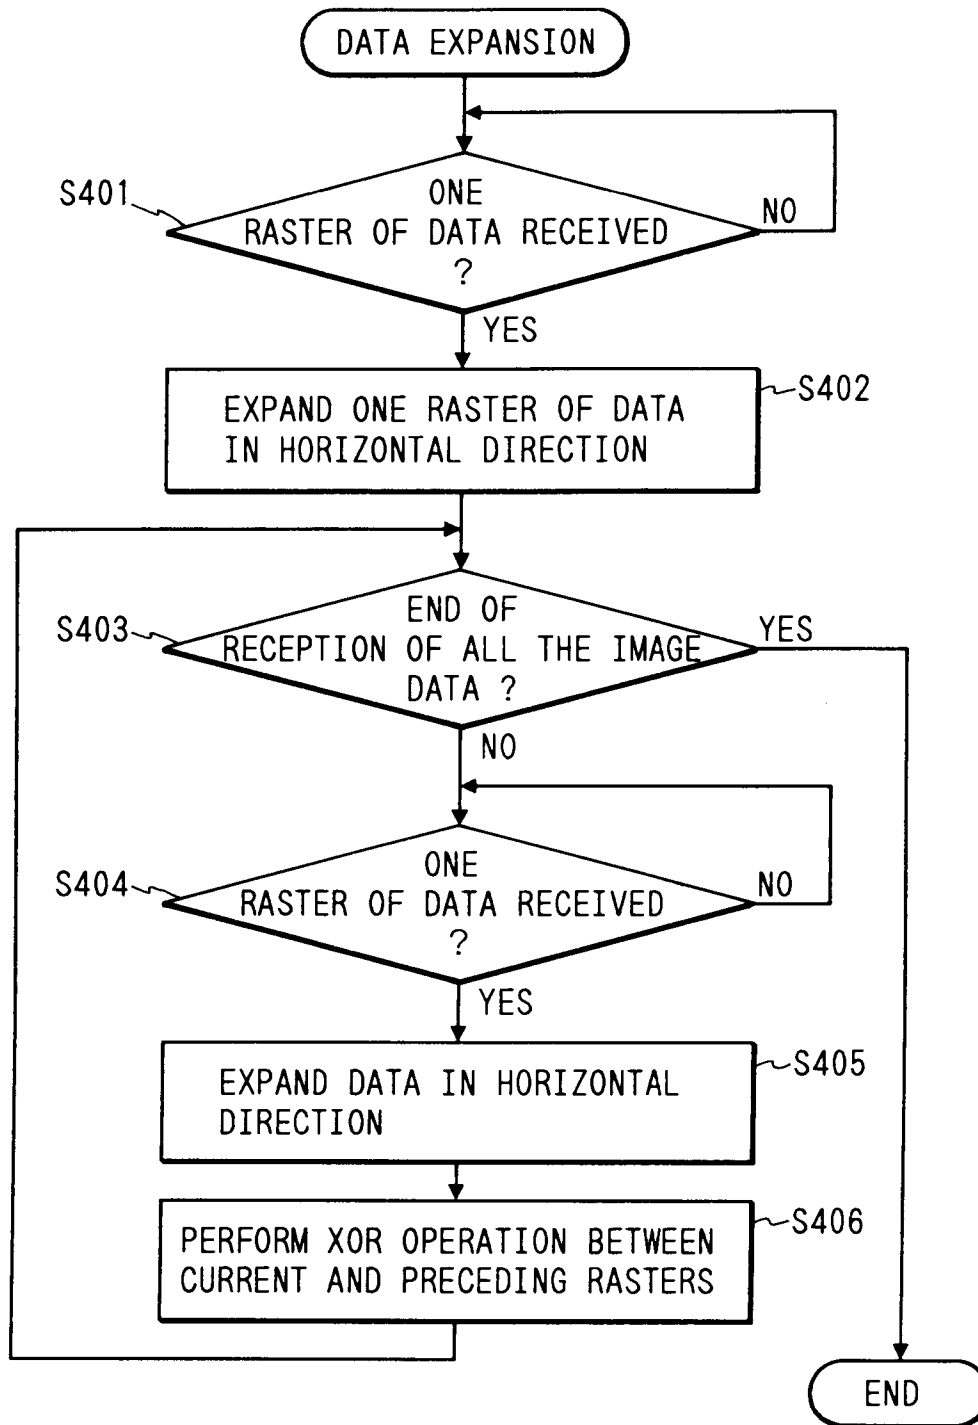 DATA EXPANSION
S401
ONE
RASTER OF DATA RECEIVED
?
NO
YES
S402
EXPAND ONE RASTER OF DATA
IN HORIZONTAL DIRECTION
S403
END OF
RECEPTION OF ALL THE IMAGE
DATA ?
YES
NO
S404
ONE
RASTER OF DATA RECEIVED
?
NO
YES
S405
EXPAND DATA IN HORIZONTAL
DIRECTION
S406
PERFORM XOR OPERATION BETWEEN
CURRENT AND PRECEDING RASTERS
END